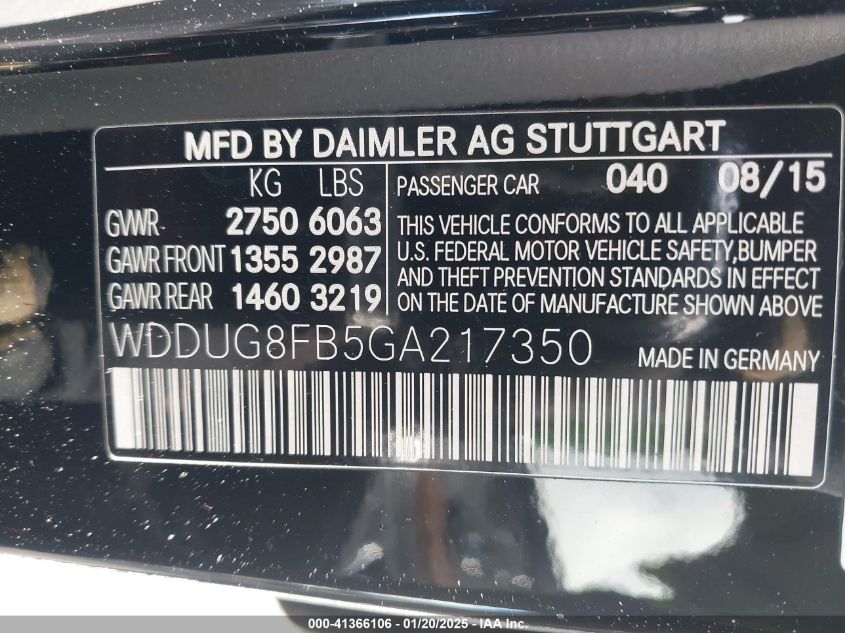 MFD BY DAIMLER AG STUTTGART
KG LBS
GVWR 2750 6063
GAWR FRONT 1355 2987
GAWR REAR 1460 3219
PASSENGER CAR 040 08/15
THIS VEHICLE CONFORMS TO ALL APPLICABLE
U.S. FEDERAL MOTOR VEHICLE SAFETY,BUMPER
AND THEFT PREVENTION STANDARDS IN EFFECT
ON THE DATE OF MANUFACTURE SHOWN ABOVE
WDDUG8FB5GA217350 MADE IN GERMANY
000-41366106 - 01/20/2025 - IAA Inc.